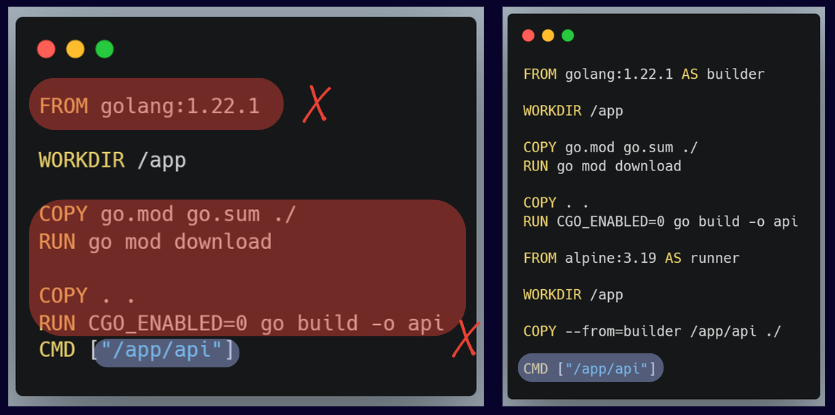 FROM golang:1.22.1
WORKDIR /app
COPY go.mod go.sum ./
RUN go mod download
COPY . .
RUN CGO_ENABLED=0 go build -o api
CMD ["/app/api"]
FROM golang:1.22.1 AS builder
WORKDIR /app
COPY go.mod go.sum ./
RUN go mod download
COPY . .
RUN CGO_ENABLED=0 go build -o api
FROM alpine:3.19 AS runner
WORKDIR /app
COPY --from=builder /app/api ./
CMD ["/app/api"]